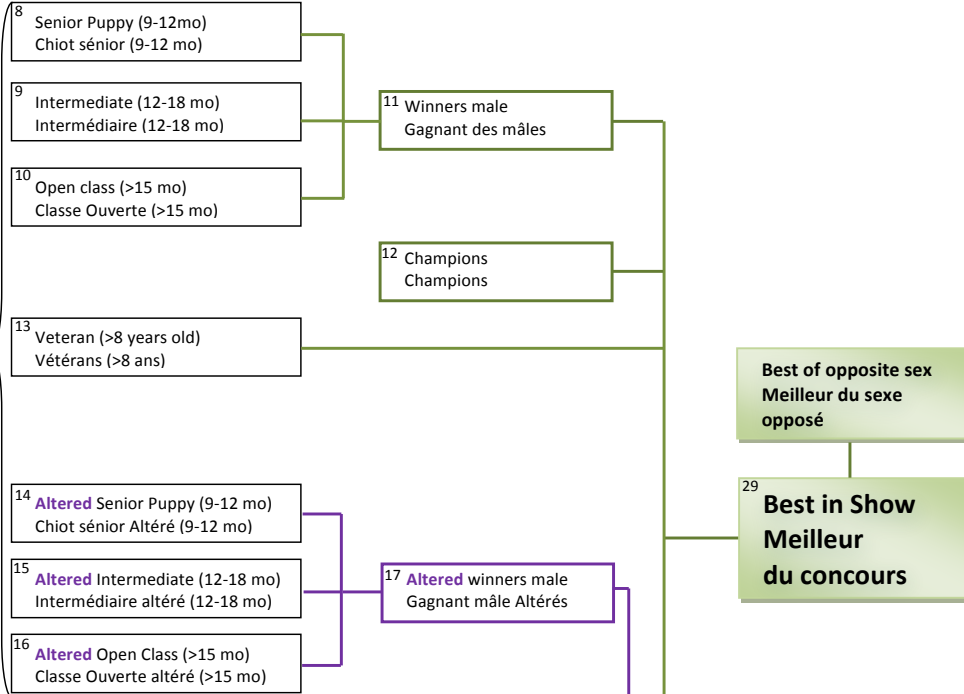 8
Senior Puppy (9-12mo)
Chiot sénior (9-12 mo)
9
Intermediate (12-18 mo)
Intermédiaire (12-18 mo)
10
Open class (>15 mo)
Classe Ouverte (>15 mo)
11
Winners male
Gagnant des mâles
12
Champions
Champions
13
Veteran (>8 years old)
Vétérans (>8 ans)
Best of opposite sex
Meilleur du sexe
opposé
29
Best in Show
Meilleur
du concours
14
Altered Senior Puppy (9-12 mo)
Chiot sénior Altéré (9-12 mo)
15
Altered Intermediate (12-18 mo)
Intermédiaire altéré (12-18 mo)
16
Altered Open Class (>15 mo)
Classe Ouverte altéré (>15 mo)
17
Altered winners male
Gagnant mâle Altérés